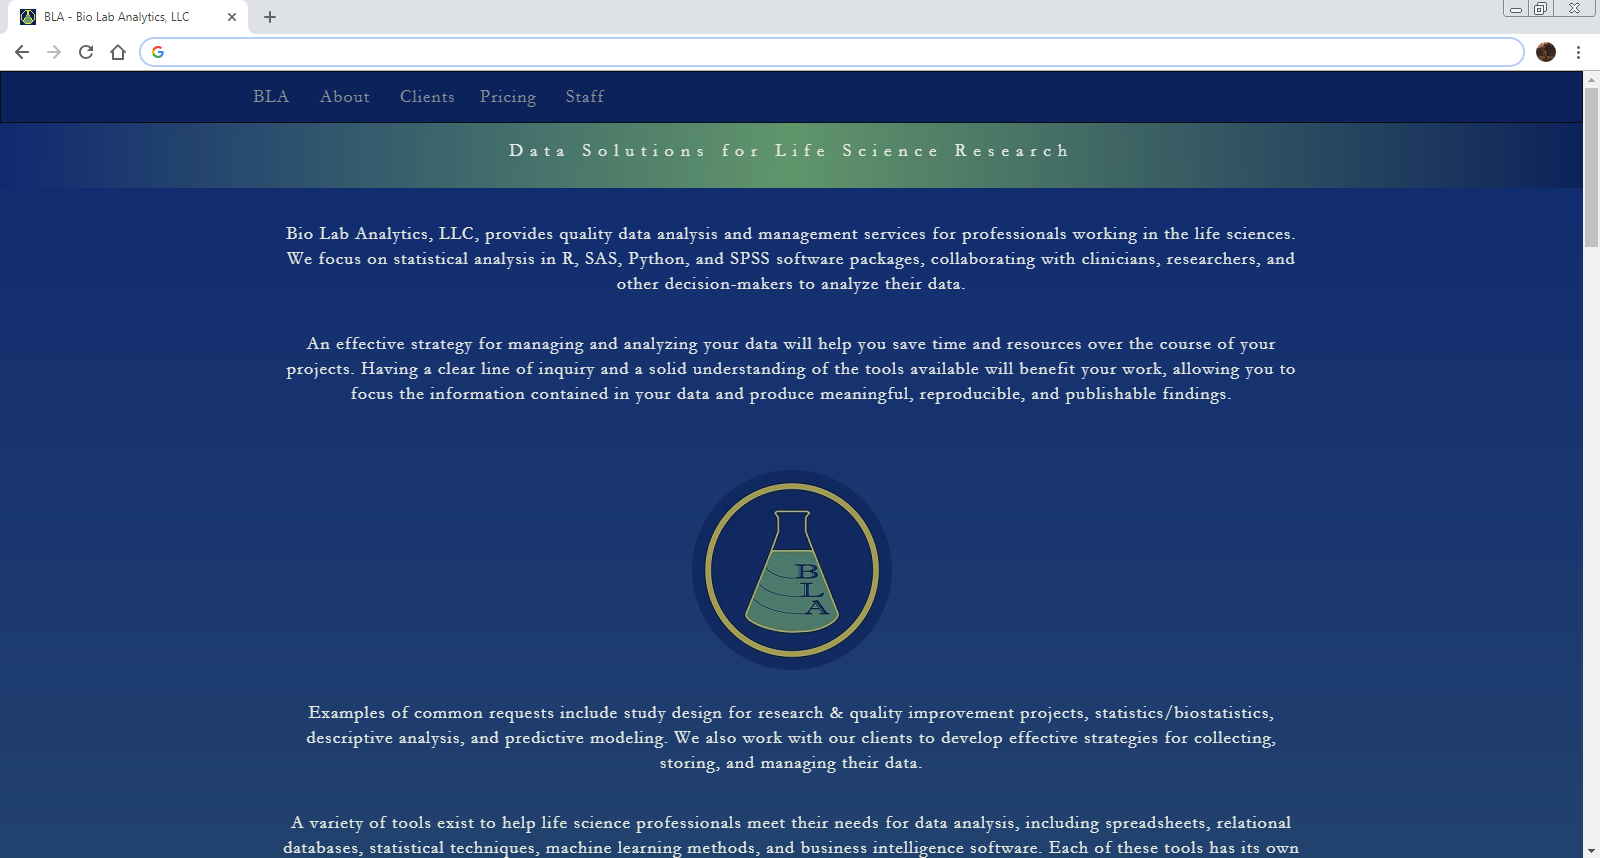 BLA - Bio Lab Analytics, LLC
BLA About Clients Pricing Staff
Data Solutions for Life Science Research
Bio Lab Analytics, LLC, provides quality data analysis and management services for professionals working in the life sciences.
We focus on statistical analysis in R, SAS, Python, and SPSS software packages, collaborating with clinicians, researchers, and
other decision-makers to analyze their data.
An effective strategy for managing and analyzing your data will help you save time and resources over the course of your
projects. Having a clear line of inquiry and a solid understanding of the tools available will benefit your work, allowing you to
focus the information contained in your data and produce meaningful, reproducible, and publishable findings.
B
L
A
Examples of common requests include study design for research & quality improvement projects, statistics/biostatistics,
descriptive analysis, and predictive modeling. We also work with our clients to develop effective strategies for collecting,
storing, and managing their data.
A variety of tools exist to help life science professionals meet their needs for data analysis, including spreadsheets, relational
databases, statistical techniques, machine learning methods, and business intelligence software. Each of these tools has its own